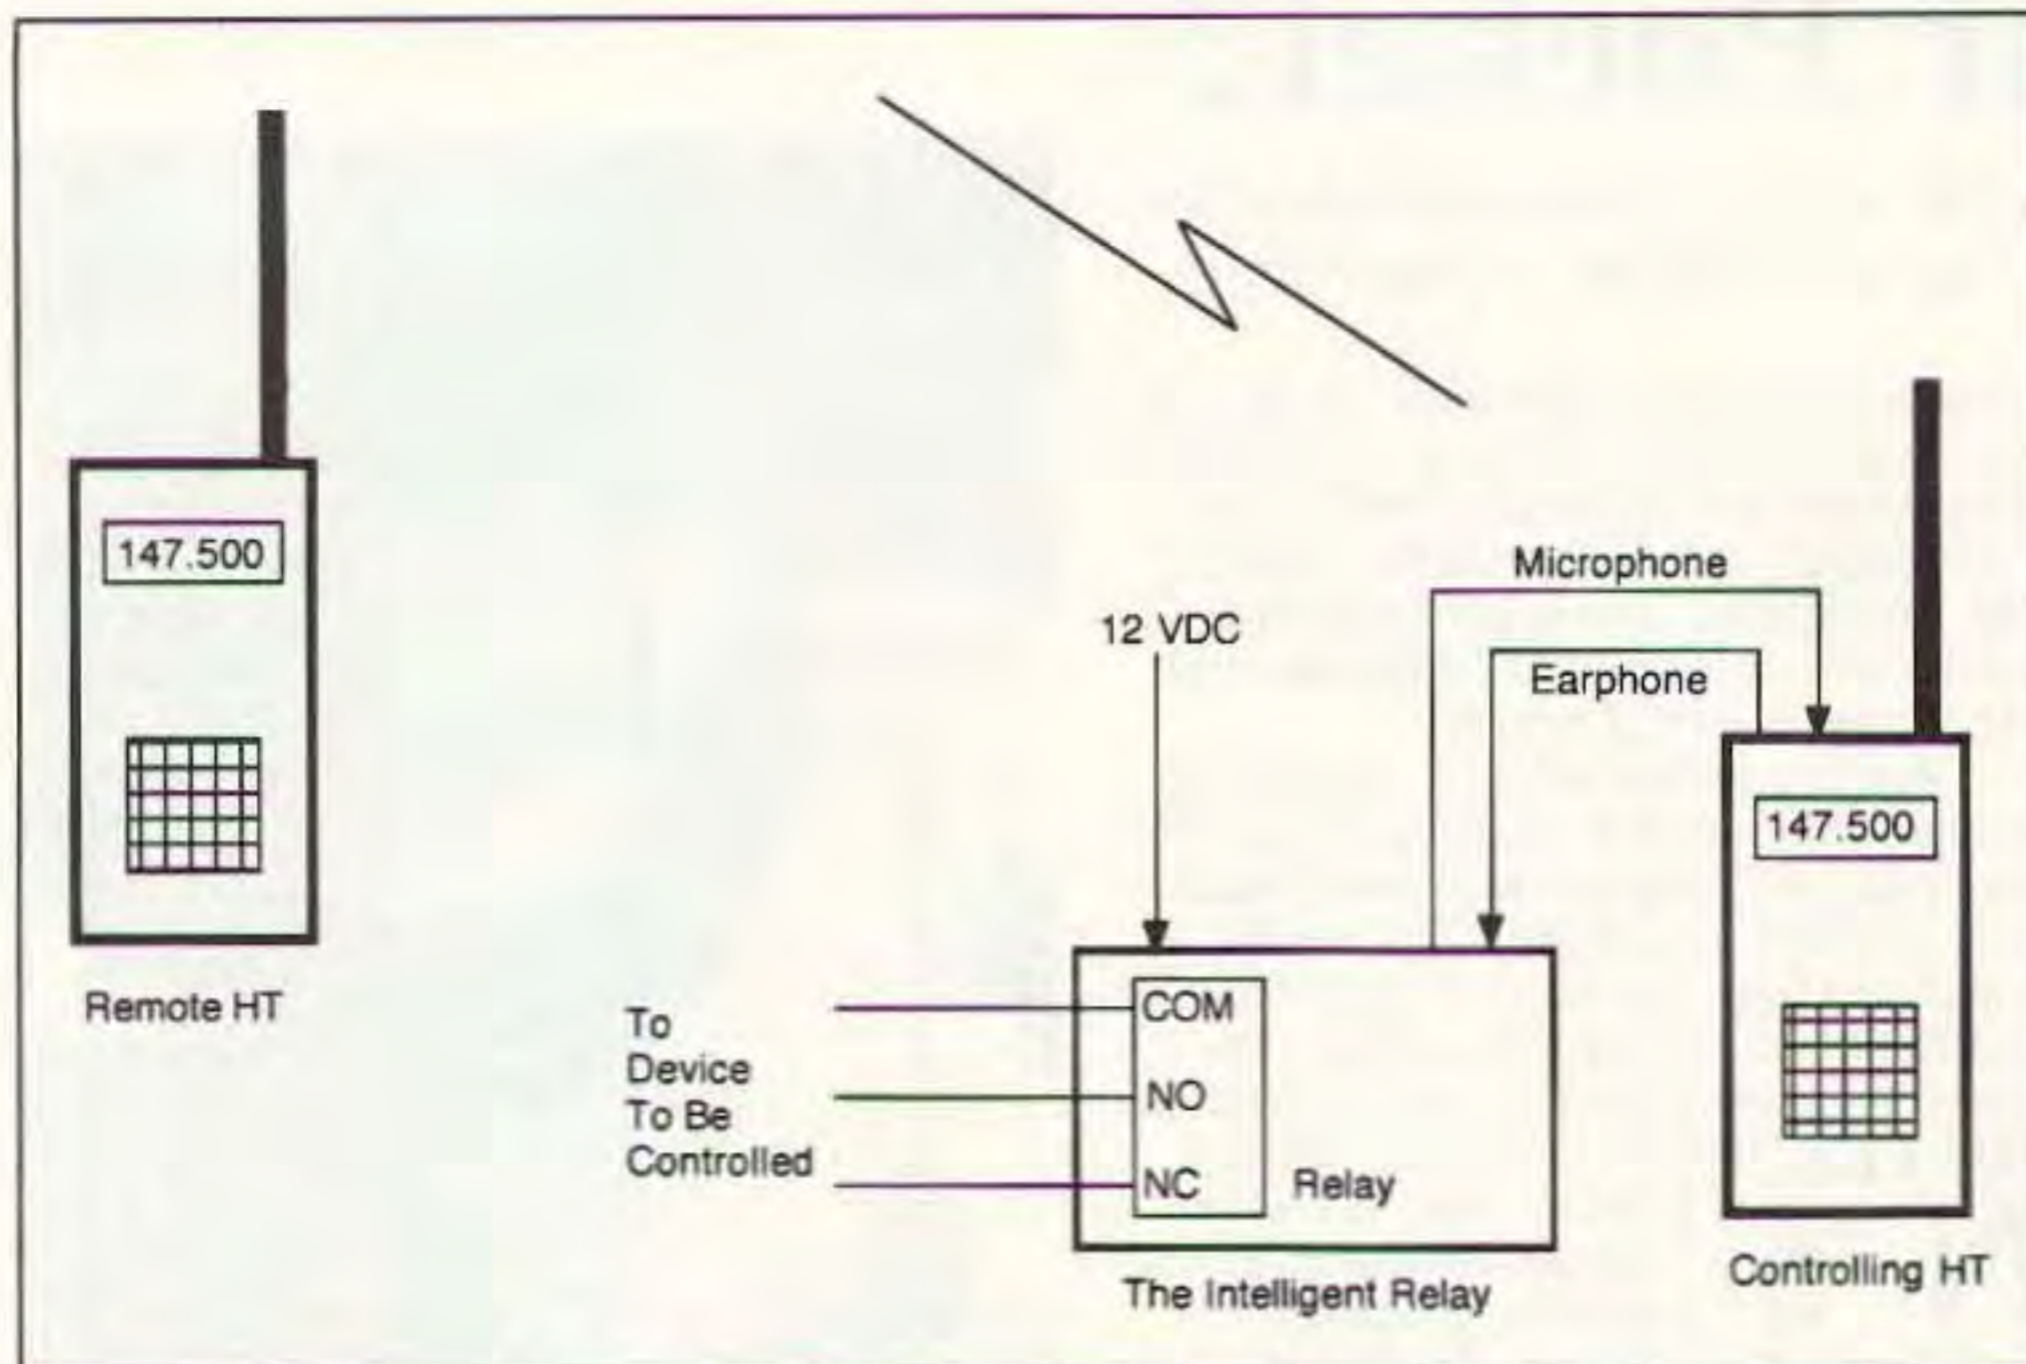 147.500
Remote HT
12 VDC
Microphone
Earphone
147.500
Controlling HT
To
Device
To Be
Controlled
COM
NO
NC
Relay
The Intelligent Relay